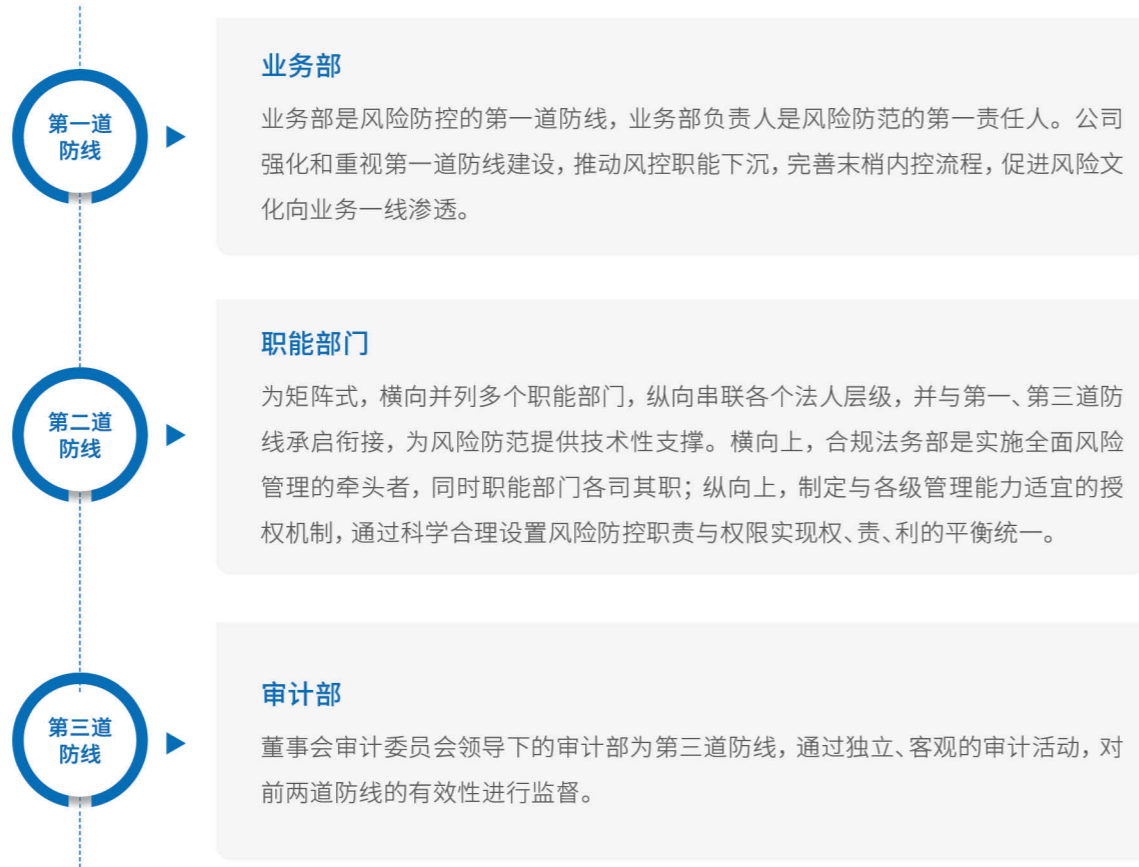 第一道
防线
业务部
业务部是风险防控的第一道防线，业务部负责人是风险防范的第一责任人。公司
强化和重视第一道防线建设，推动风控职能下沉，完善末梢内控流程，促进风险文
化向业务一线渗透。
第二道
防线
职能部门
为矩阵式，横向并列多个职能部门，纵向串联各个法人层级，并与第一、第三道防
线承启衔接，为风险防范提供技术性支撑。横向上，合规法务部是实施全面风险
管理的牵头者，同时职能部门各司其职；纵向上，制定与各级管理能力适宜的授
权机制，通过科学合理设置风险防控职责与权限实现权、责、利的平衡统一。
第三道
防线
审计部
董事会审计委员会领导下的审计部为第三道防线，通过独立、客观的审计活动，对
前两道防线的有效性进行监督。